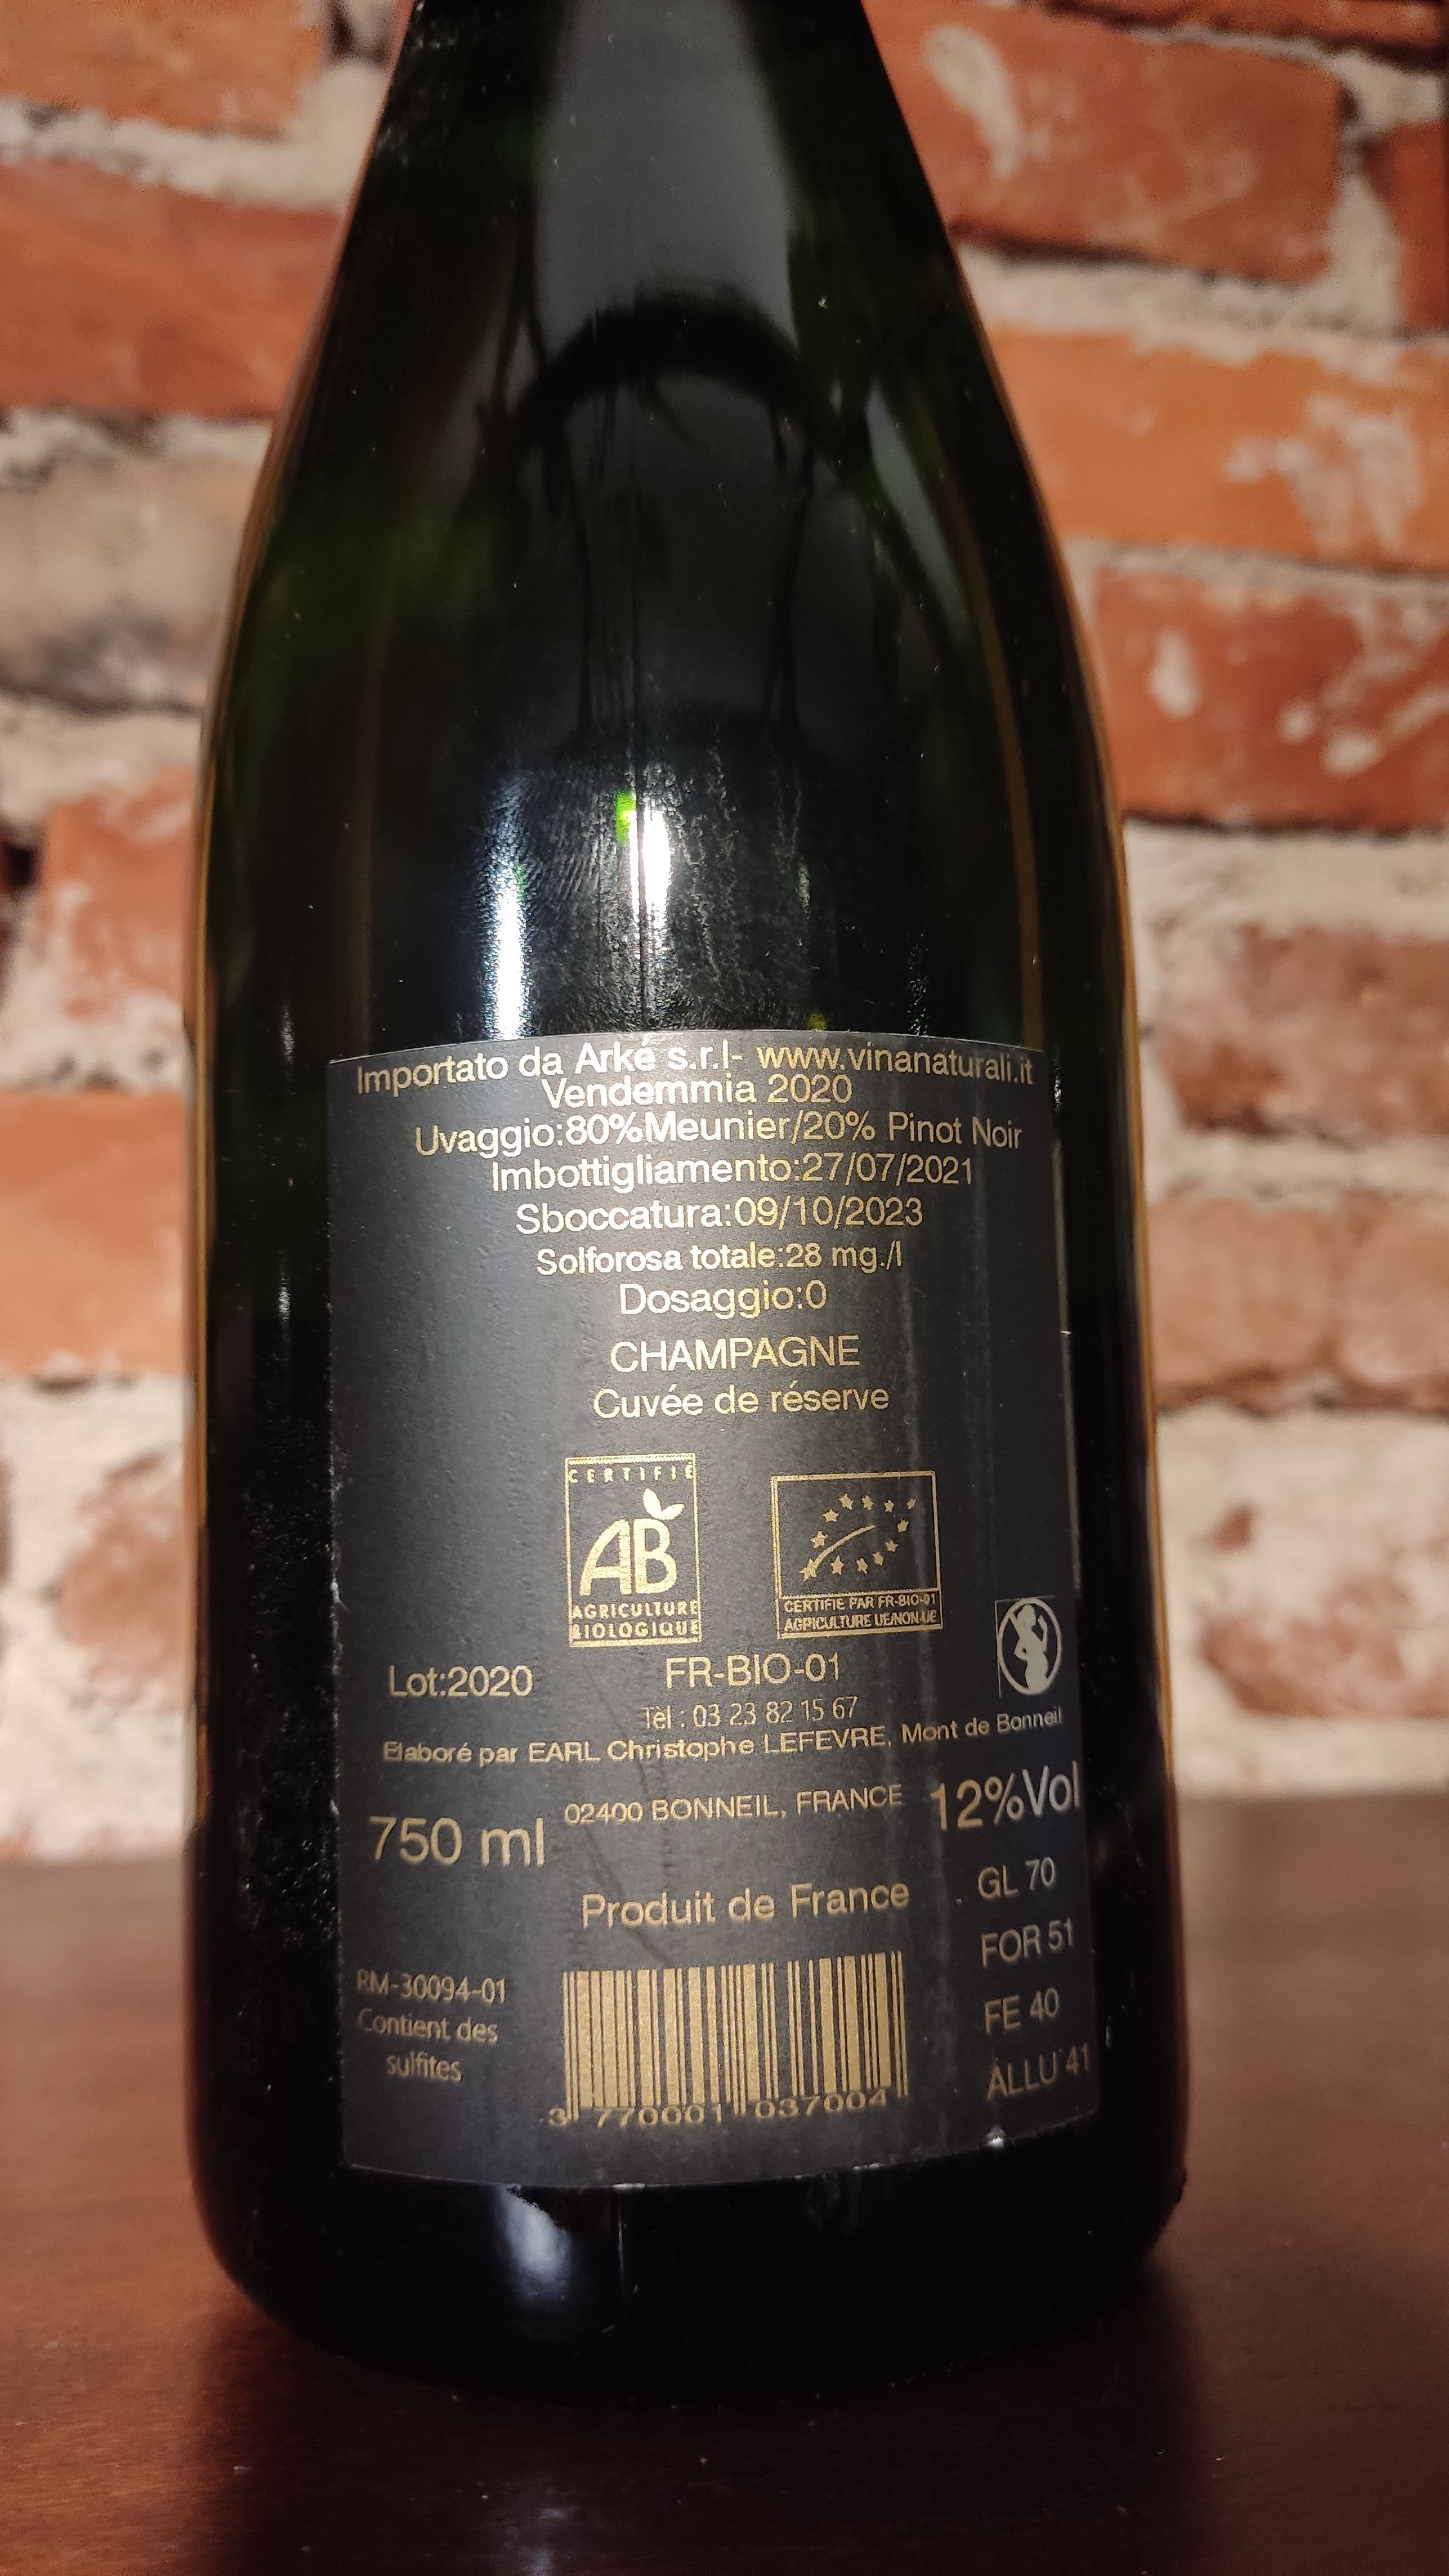 Importato da Arké s.r.l- www.vinanaturali.it
Vendemmia 2020
Uvaggio:80%Meunier/20% Pinot Noir
Imbottigliamento:27/07/2021
Sboccatura:09/10/2023
Solforosa totale:28 mg./l
Dosaggio:0
CHAMPAGNE
Cuvée de réserve
CERTIFIÉ
AB
AGRICULTURE
BIOLOGIQUE
CERTIFIE PAR FR-BIO-01
AGRICULTURE UE/NON-UE
Lot:2020
FR-BIO-01
Tèl : 03 23 82 15 67
Elaboré par EARL Christophe LEFEVRE, Mont de Bonneil
750 ml
02400 BONNEIL, FRANCE
12%Vol
Produit de France
GL 70
FOR 51
FE 40
ALLU 41
RM-30094-01
Contient des
sulfites
3 770001 037004